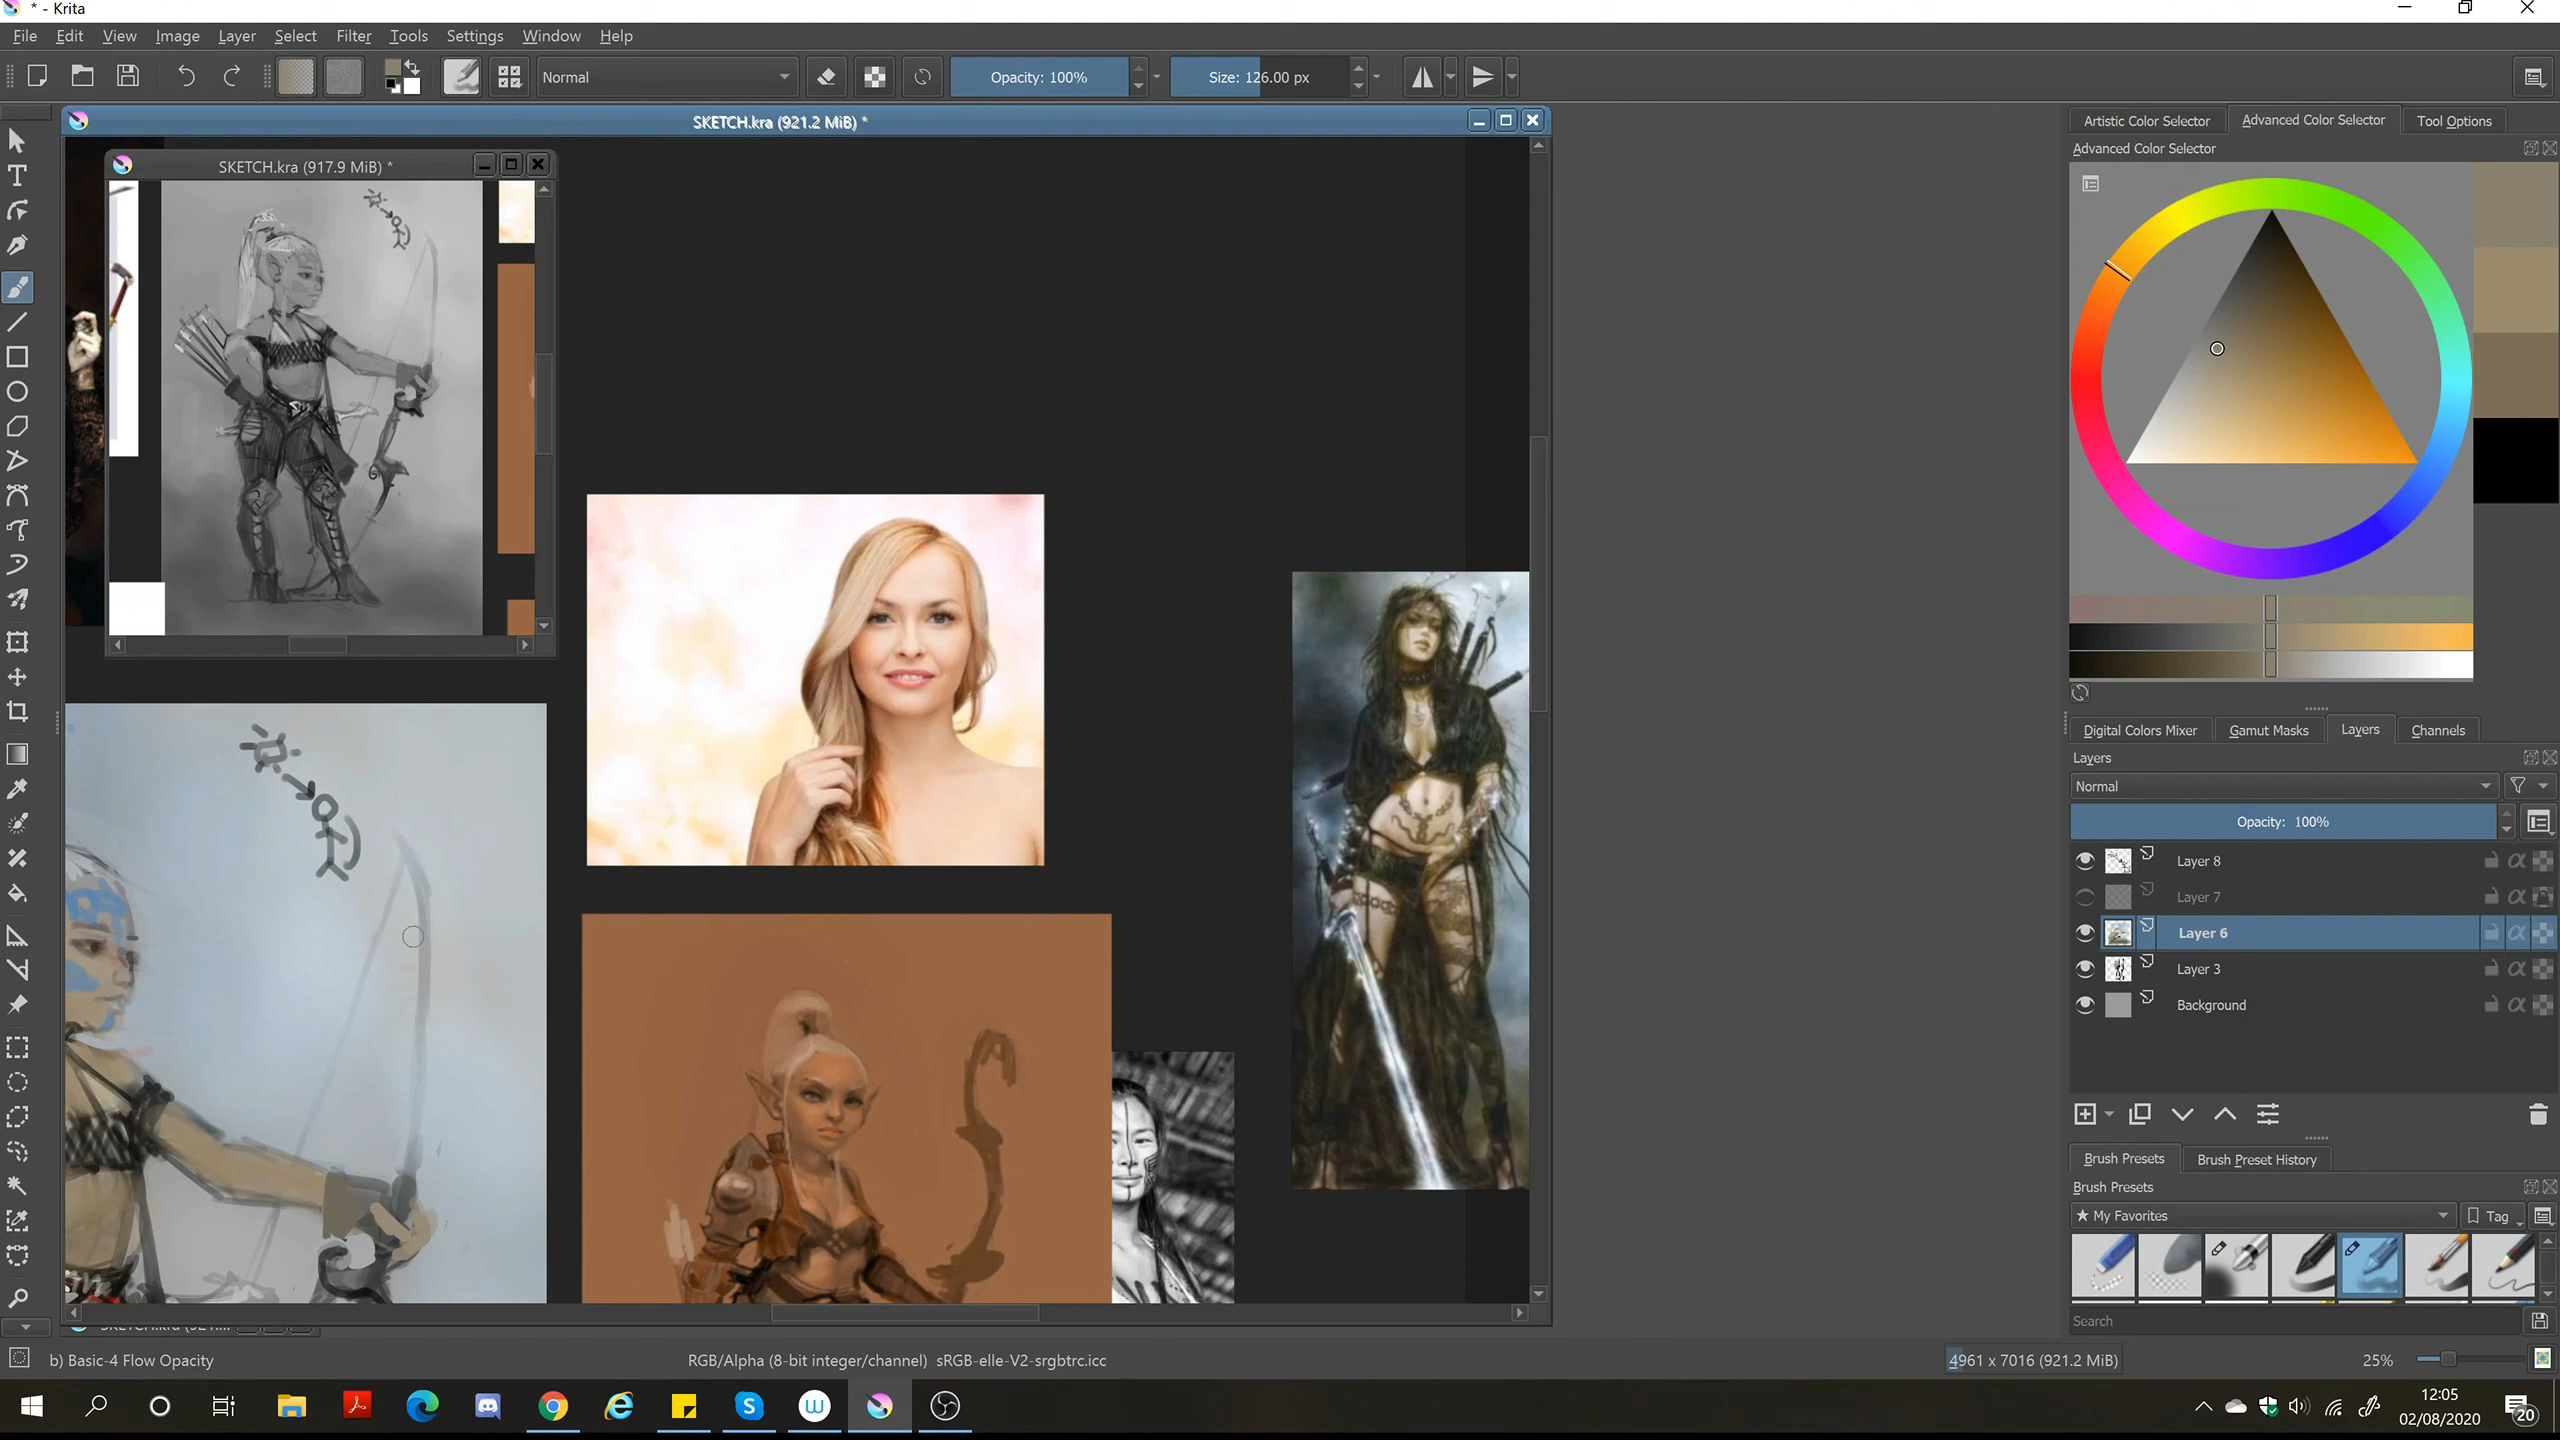 * - Krita
File Edit View Image Layer Select Filter Tools Settings Window Help
Normal
Opacity: 100%
Size: 126.00 px
SKETCH.kra (921.2 MiB) *
SKETCH.kra (917.9 MiB) *
Artistic Color Selector
Advanced Color Selector
Tool Options
Advanced Color Selector
Digital Colors Mixer
Gamut Masks
Layers
Channels
Layers
Normal
Opacity: 100%
Layer 8
Layer 7
Layer 6
Layer 3
Background
Brush Presets
Brush Preset History
Brush Presets
★ My Favorites
Tag
Search
b) Basic-4 Flow Opacity
RGB/Alpha (8-bit integer/channel) sRGB-elle-V2-srgbtrc.icc
4961 x 7016 (921.2 MiB)
25%
12:05
02/08/2020
20